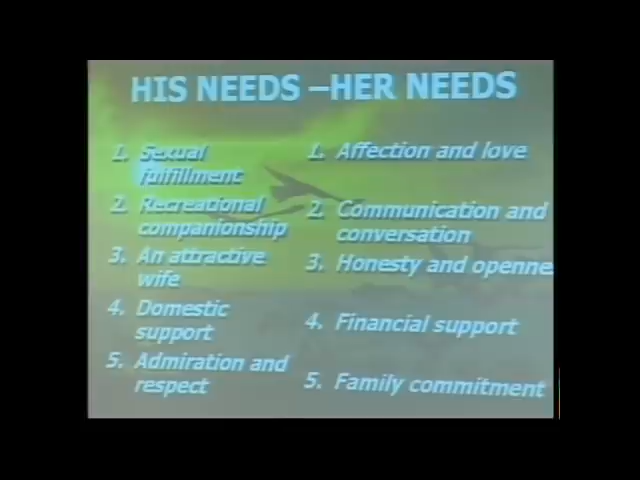 HIS NEEDS –HER NEEDS
1. Sexual
fulfillment
2. Recreational
companionship
3. An attractive
wife
4. Domestic
support
5. Admiration and
respect
1. Affection and love
2. Communication and
conversation
3. Honesty and openne
4. Financial support
5. Family commitment